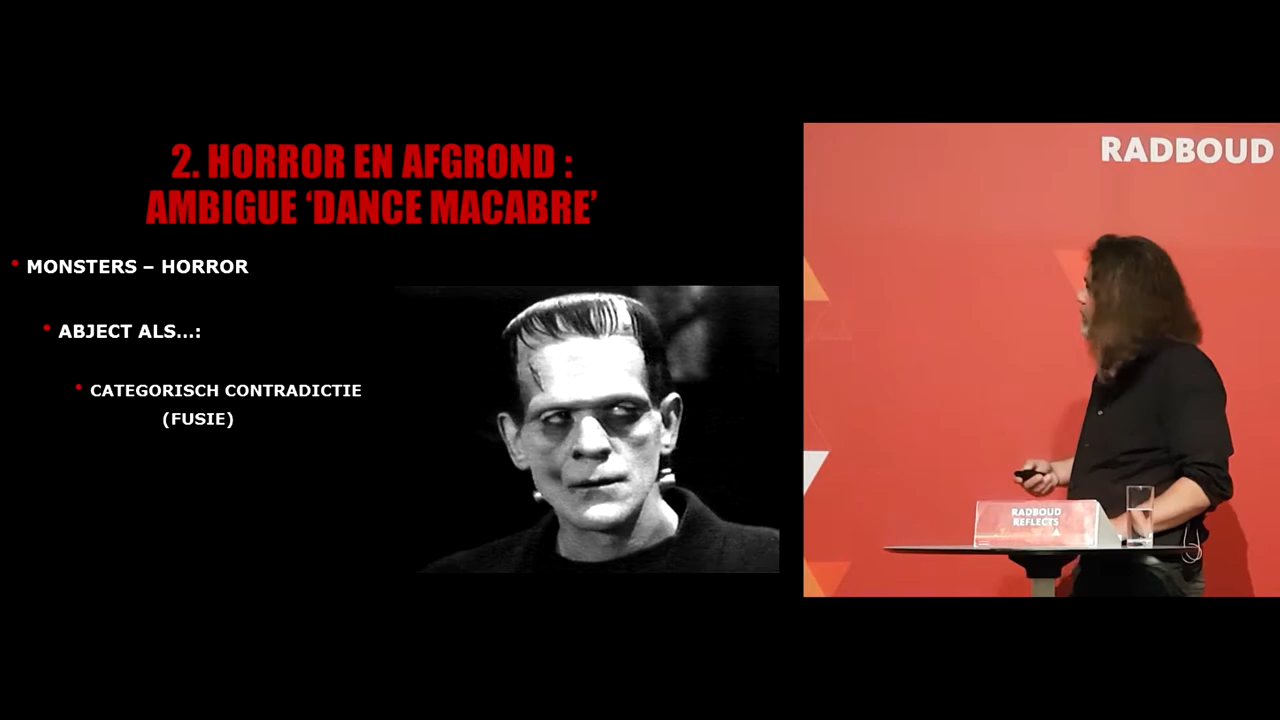 2. HORROR EN AFGROND :
AMBIGUE ‘DANCE MACABRE’
• MONSTERS – HORROR
• ABJECT ALS...:
• CATEGORISCH CONTRADICTIE
(FUSIE)
RADBOUD
RADBOUD
REFLECTS